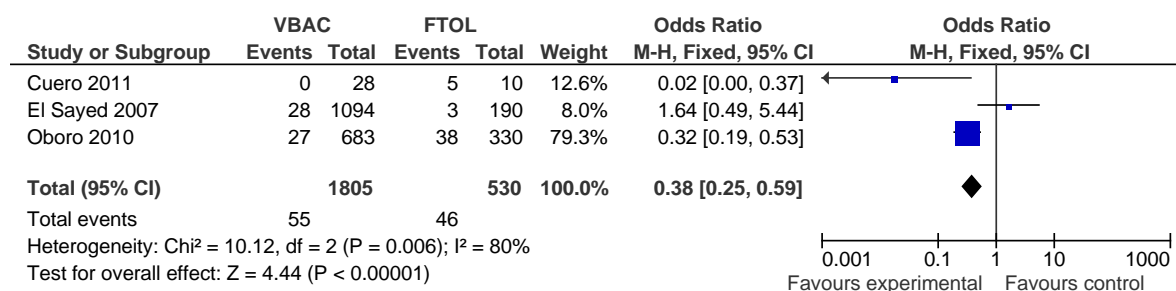 VBAC FTOL Odds Ratio Odds Ratio
Study or Subgroup Events Total Events Total Weight M-H, Fixed, 95% CI M-H, Fixed, 95% CI
Cuero 2011 0 28 5 10 12.6% 0.02 [0.00, 0.37]
El Sayed 2007 28 1094 3 190 8.0% 1.64 [0.49, 5.44]
Oboro 2010 27 683 38 330 79.3% 0.32 [0.19, 0.53]
Total (95% CI) 1805 530 100.0% 0.38 [0.25, 0.59]
Total events 55 46
Heterogeneity: Chi² = 10.12, df = 2 (P = 0.006); I² = 80%
Test for overall effect: Z = 4.44 (P < 0.00001)
0.001 0.1 1 10 1000
Favours experimental Favours control